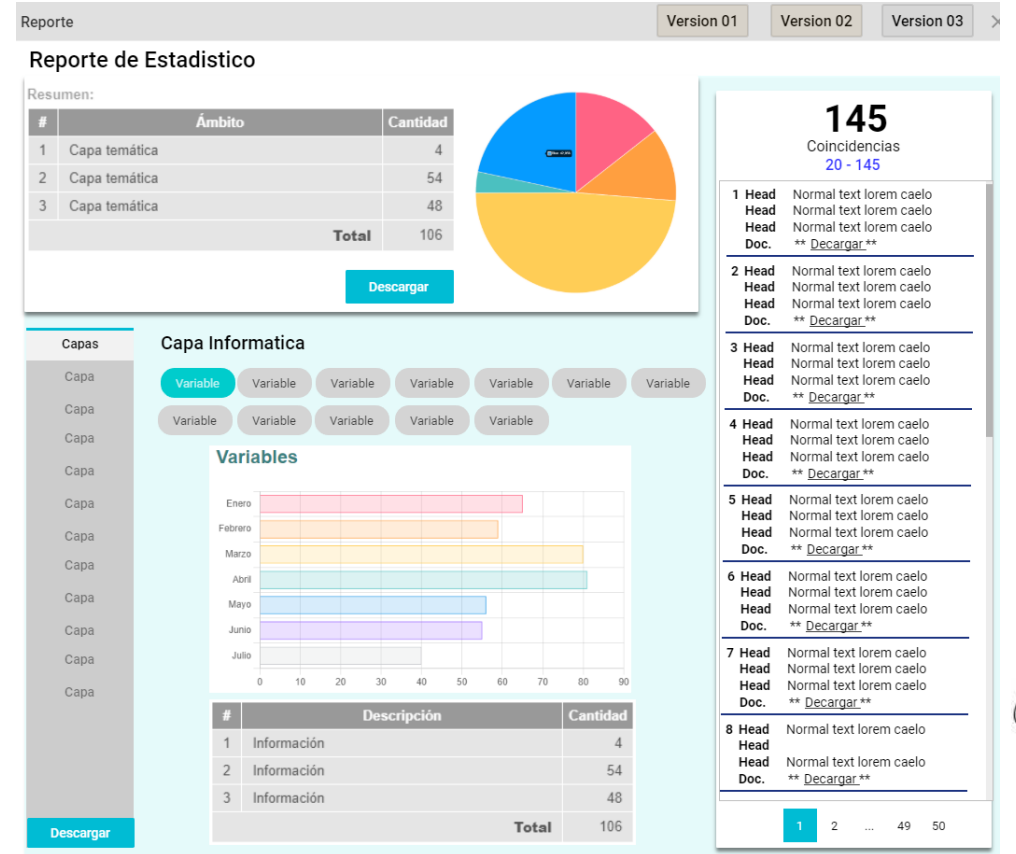 Reporte
Version 01
Version 02
Version 03
Reporte de Estadistico
Resumen:
# Ámbito Cantidad
1 Capa temática 4
2 Capa temática 54
3 Capa temática 48
Total 106
Descargar
Capas
Capa
Capa
Capa
Capa
Capa
Capa
Capa
Capa
Capa
Capa
Capa
Descargar
Capa Informatica
Variable Variable Variable Variable Variable Variable Variable
Variable Variable Variable Variable Variable
Variables
Enero
Febrero
Marzo
Abril
Mayo
Junio
Julio
0 10 20 30 40 50 60 70 80 90
# Descripción Cantidad
1 Información 4
2 Información 54
3 Información 48
Total 106
145
Coincidencias
20 - 145
1 Head Normal text lorem caelo
Head Normal text lorem caelo
Head Normal text lorem caelo
Doc. ** Decargar **
2 Head Normal text lorem caelo
Head Normal text lorem caelo
Head Normal text lorem caelo
Doc. ** Decargar **
3 Head Normal text lorem caelo
Head Normal text lorem caelo
Head Normal text lorem caelo
Doc. ** Decargar **
4 Head Normal text lorem caelo
Head Normal text lorem caelo
Head Normal text lorem caelo
Doc. ** Decargar **
5 Head Normal text lorem caelo
Head Normal text lorem caelo
Head Normal text lorem caelo
Doc. ** Decargar **
6 Head Normal text lorem caelo
Head Normal text lorem caelo
Head Normal text lorem caelo
Doc. ** Decargar **
7 Head Normal text lorem caelo
Head Normal text lorem caelo
Head Normal text lorem caelo
Doc. ** Decargar **
8 Head Normal text lorem caelo
Head
Head Normal text lorem caelo
Doc. ** Decargar **
1 2 ... 49 50